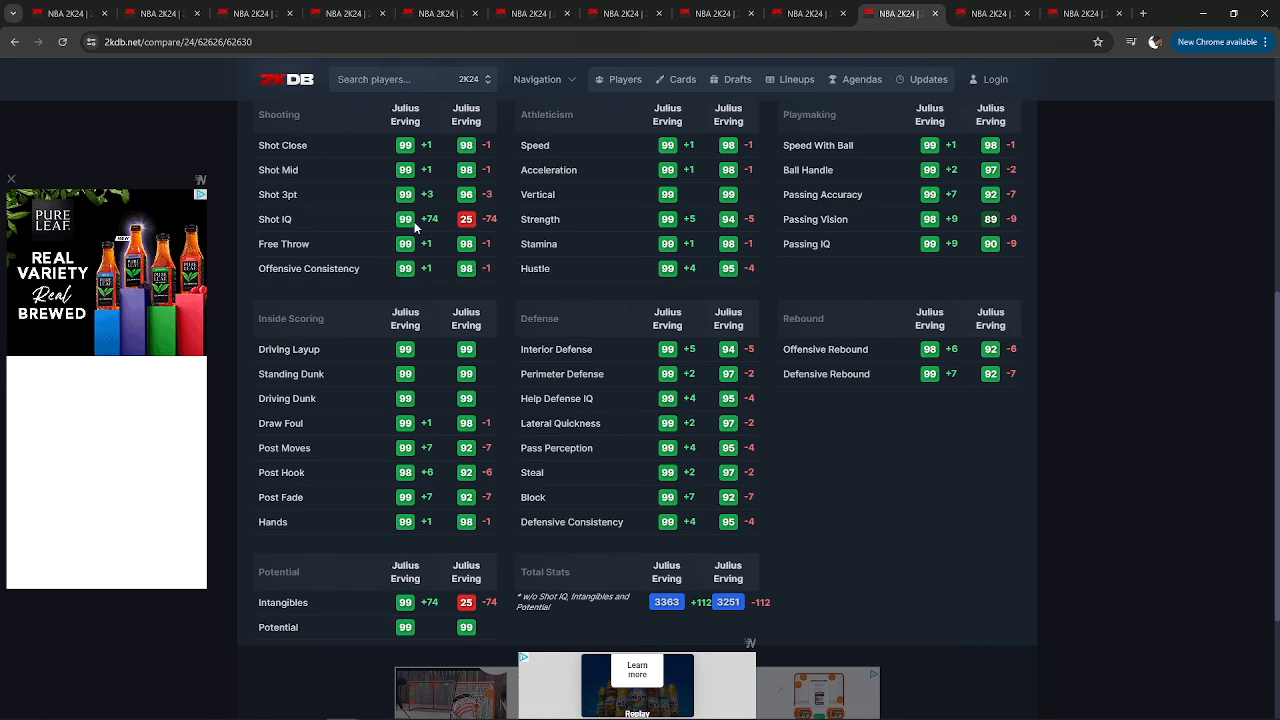 NBA 2K24 | NBA 2K24 | NBA 2K24 | NBA 2K24 | NBA 2K24 | NBA 2K24 | NBA 2K24 | NBA 2K24 | NBA 2K24 | NBA 2K24 | NBA 2K24 | NBA 2K24 |
2kdb.net/compare/24/62626/62630 New Chrome available
2KDB Search players... 2K24 Navigation Players Cards Drafts Lineups Agendas Updates Login
Shooting Julius Erving Julius Erving
Shot Close 99 +1 98 -1
Shot Mid 99 +1 98 -1
Shot 3pt 99 +3 96 -3
Shot IQ 99 +74 25 -74
Free Throw 99 +1 98 -1
Offensive Consistency 99 +1 98 -1
Athleticism Julius Erving Julius Erving
Speed 99 +1 98 -1
Acceleration 99 +1 98 -1
Vertical 99 99
Strength 99 +5 94 -5
Stamina 99 +1 98 -1
Hustle 99 +4 95 -4
Playmaking Julius Erving Julius Erving
Speed With Ball 99 +1 98 -1
Ball Handle 99 +2 97 -2
Passing Accuracy 99 +7 92 -7
Passing Vision 98 +9 89 -9
Passing IQ 99 +9 90 -9
Inside Scoring Julius Erving Julius Erving
Driving Layup 99 99
Standing Dunk 99 99
Driving Dunk 99 99
Draw Foul 99 +1 98 -1
Post Moves 99 +7 92 -7
Post Hook 98 +6 92 -6
Post Fade 99 +7 92 -7
Hands 99 +1 98 -1
Defense Julius Erving Julius Erving
Interior Defense 99 +5 94 -5
Perimeter Defense 99 +2 97 -2
Help Defense IQ 99 +4 95 -4
Lateral Quickness 99 +2 97 -2
Pass Perception 99 +4 95 -4
Steal 99 +2 97 -2
Block 99 +7 92 -7
Defensive Consistency 99 +4 95 -4
Rebound Julius Erving Julius Erving
Offensive Rebound 98 +6 92 -6
Defensive Rebound 99 +7 92 -7
Potential Julius Erving Julius Erving
Intangibles 99 +74 25 -74
Potential 99 99
Total Stats Julius Erving Julius Erving
* w/o Shot IQ, Intangibles and Potential 3363 +112 3251 -112
PURE
LEAF
NEW
REAL
VARIETY
Real
BREWED
Learn
more
Replay